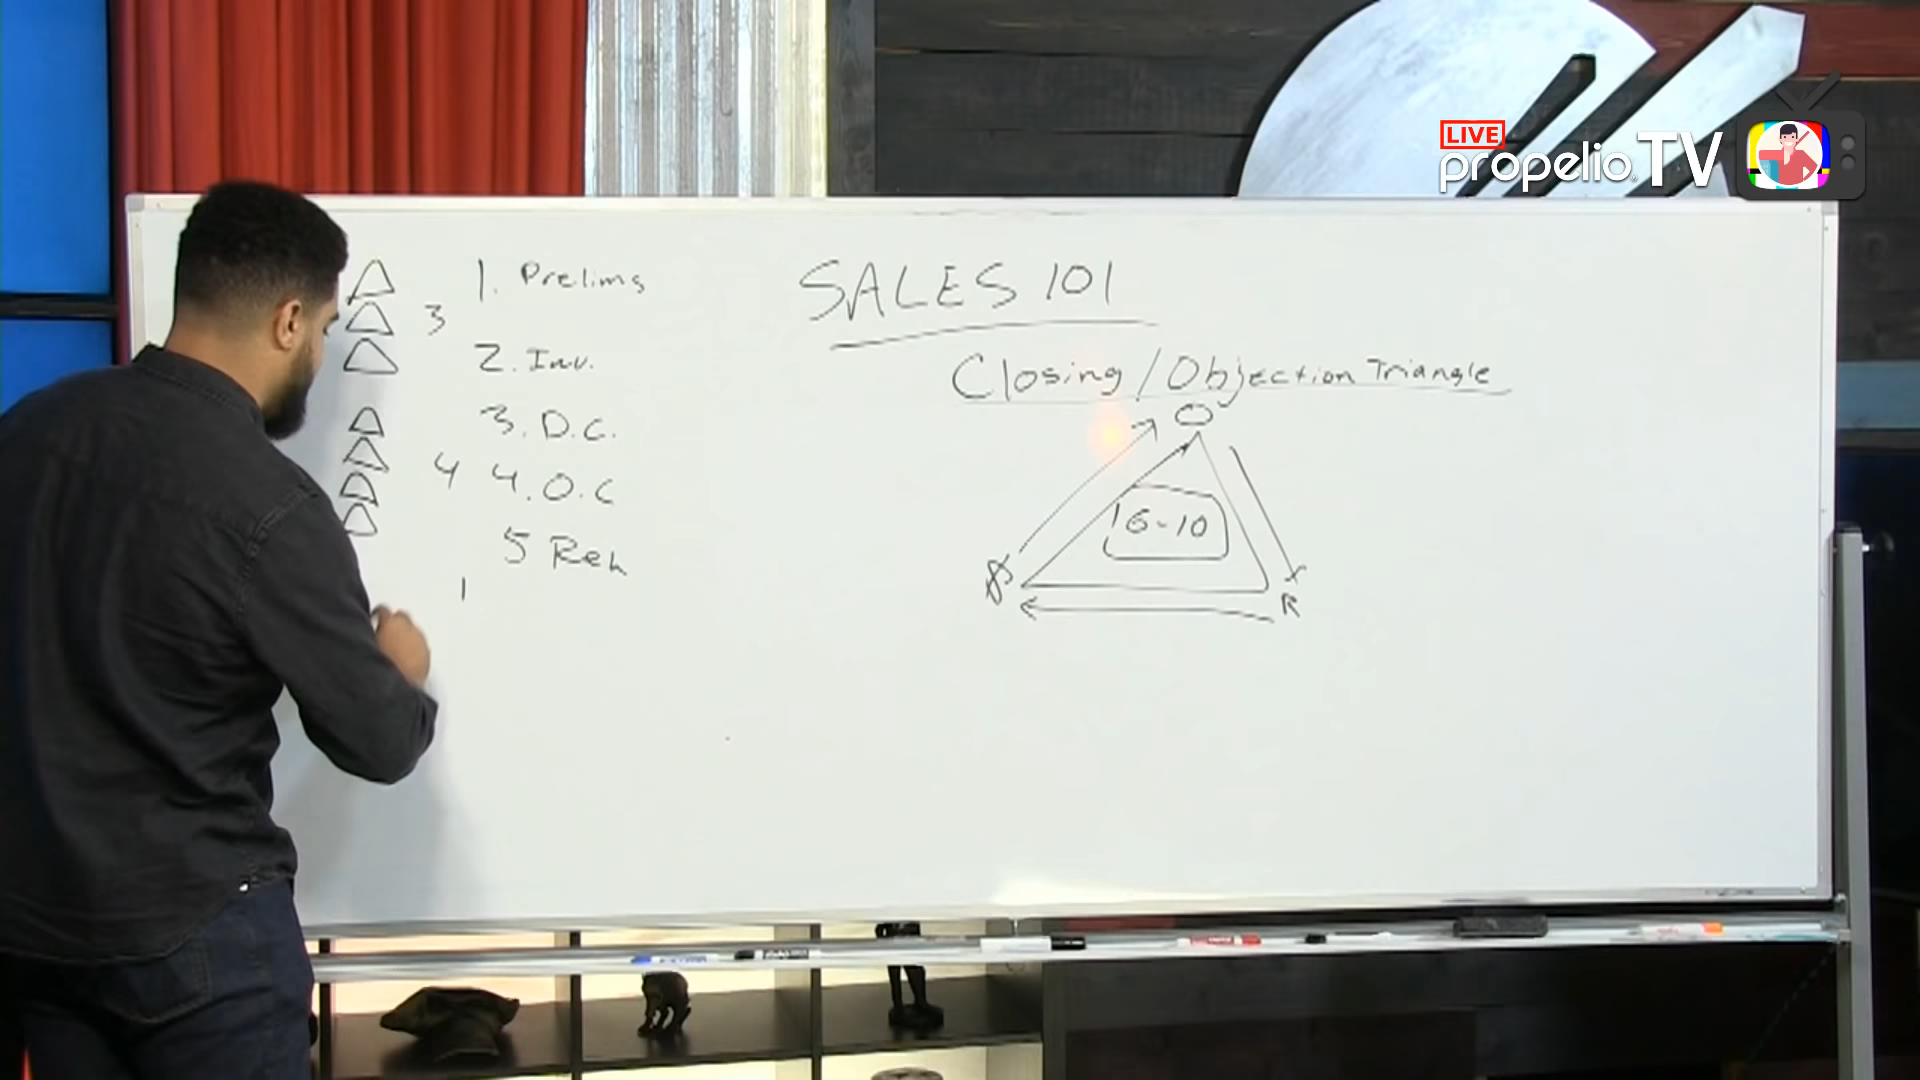 LIVE
propelio.TV
SALES 101
Closing / Objection Triangle
1. Prelims
3
2. Inv.
3. D.C.
4
4. O.C
5 Reh
1
O
16-10
R